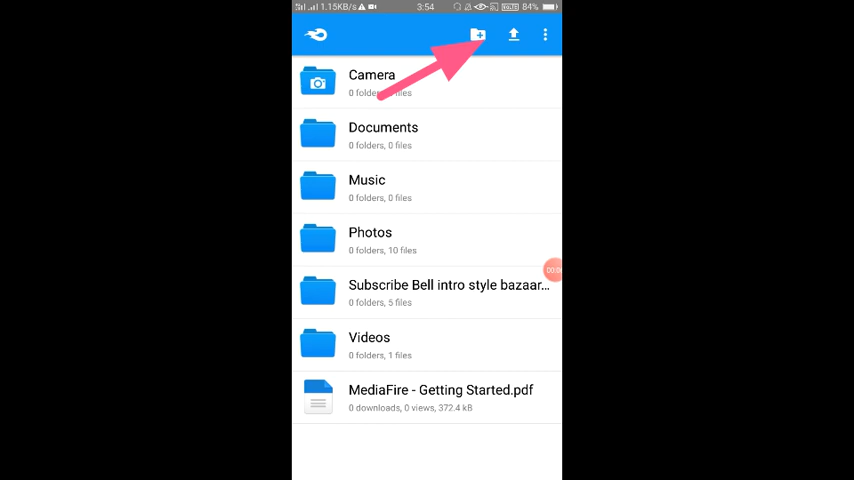 1.15KB/s
3:54
VoLTE
84%
Camera
0 folders, files
Documents
0 folders, 0 files
Music
0 folders, 0 files
Photos
0 folders, 10 files
Subscribe Bell intro style bazaar...
0 folders, 5 files
Videos
0 folders, 1 files
MediaFire - Getting Started.pdf
0 downloads, 0 views, 372.4 kB